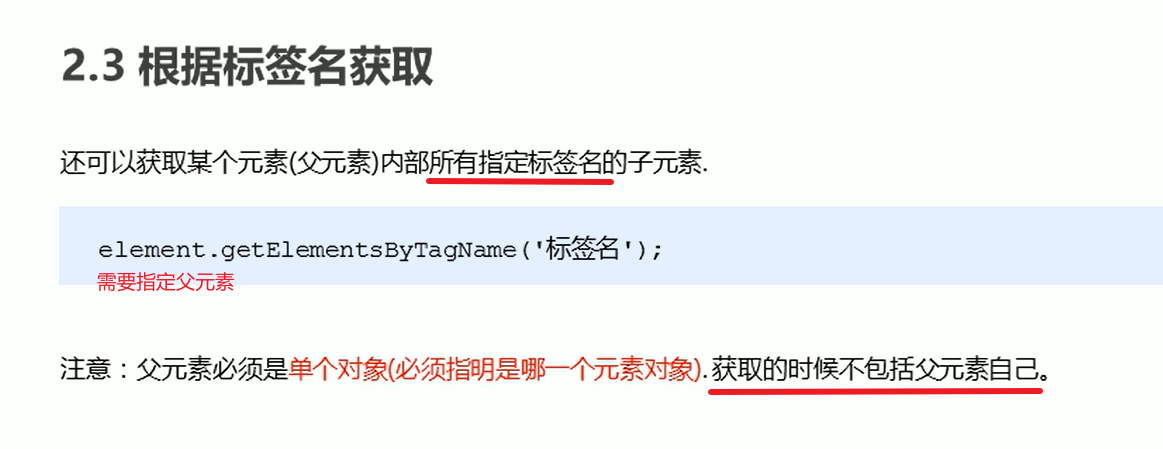 2.3 根据标签名获取
还可以获取某个元素(父元素)内部所有指定标签名的子元素.
element.getElementsByTagName('标签名');
需要指定父元素
注意：父元素必须是单个对象(必须指明是哪一个元素对象).获取的时候不包括父元素自己。